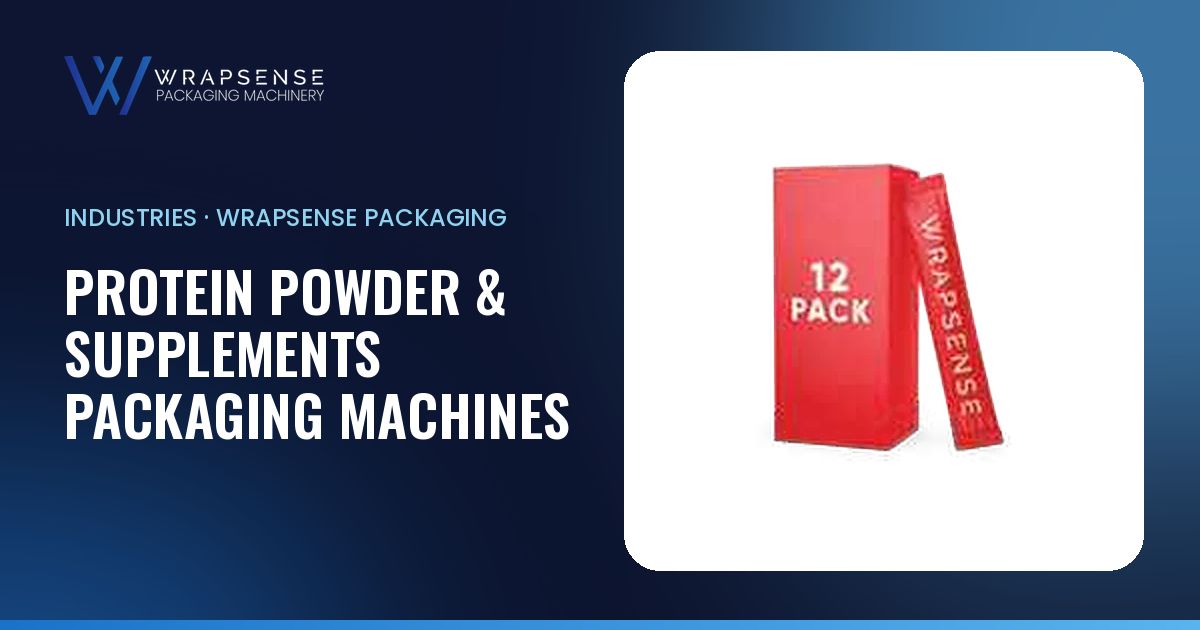 WRAPSENSE
PACKAGING MACHINERY
INDUSTRIES · WRAPSENSE PACKAGING
PROTEIN POWDER &
SUPPLEMENTS
PACKAGING MACHINES
12
PACK
WRAPSENSE